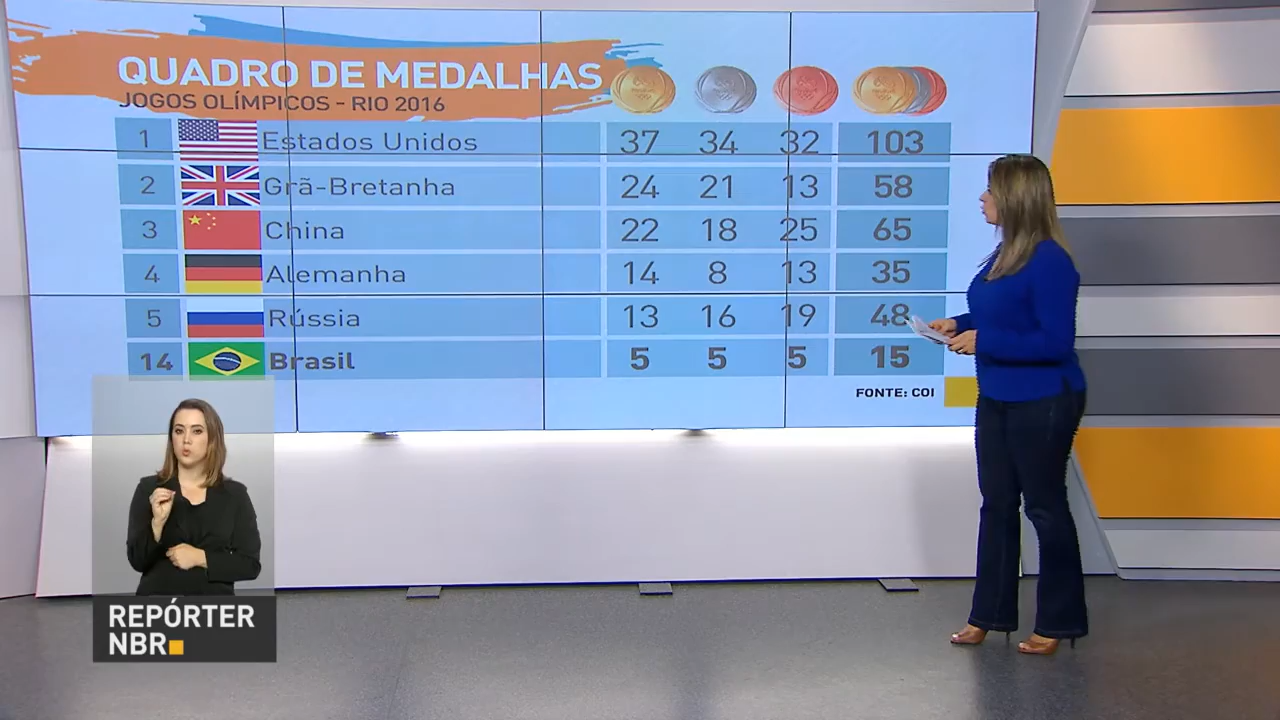 QUADRO DE MEDALHAS
JOGOS OLÍMPICOS - RIO 2016
1 Estados Unidos 37 34 32 103
2 Grã-Bretanha 24 21 13 58
3 China 22 18 25 65
4 Alemanha 14 8 13 35
5 Rússia 13 16 19 48
14 Brasil 5 5 5 15
FONTE: COI
REPÓRTER
NBR